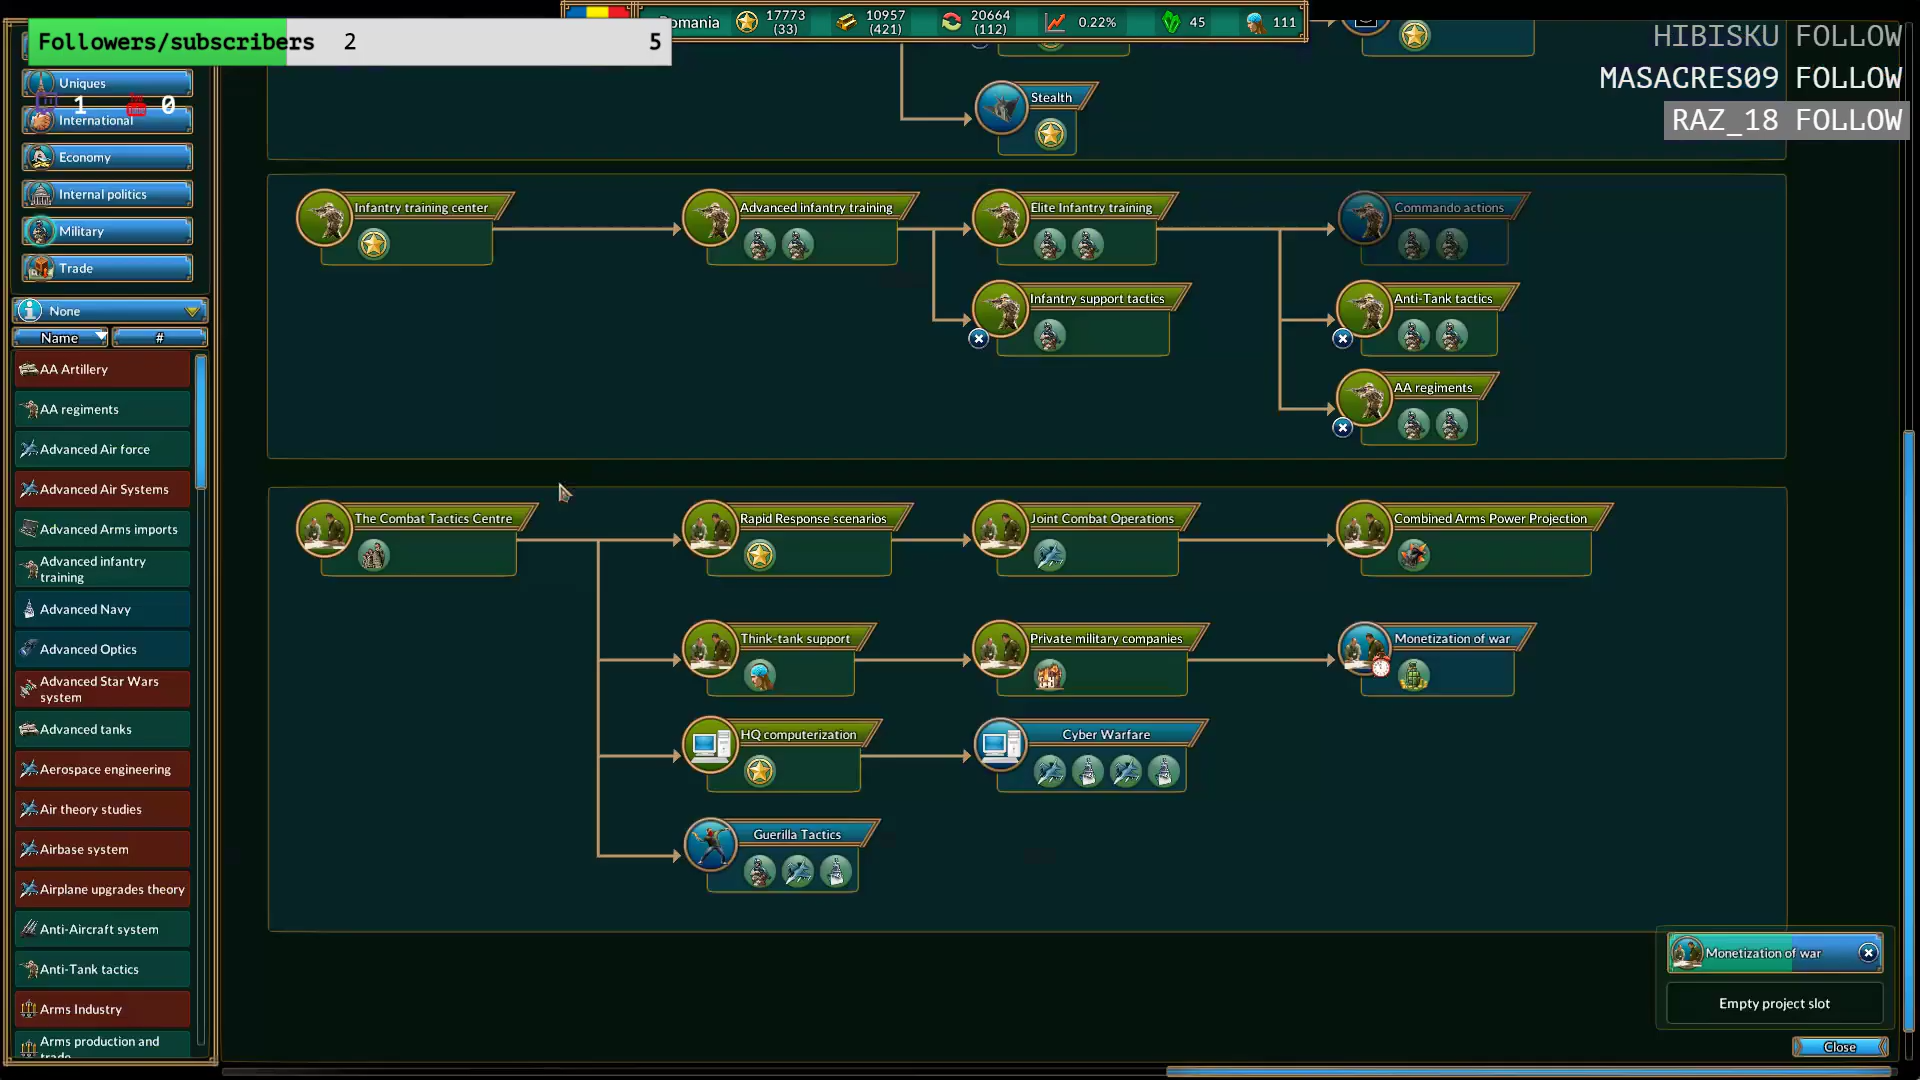 Followers/subscribers 2 5
Romania
17773
(33)
10957
(421)
20664
(112)
0.22%
45
111
HIBISKU FOLLOW
MASACRES09 FOLLOW
RAZ_18 FOLLOW
Uniques
1 0
International
Economy
Internal politics
Military
Trade
None
Name #
AA Artillery
AA regiments
Advanced Air force
Advanced Air Systems
Advanced Arms imports
Advanced infantry
training
Advanced Navy
Advanced Optics
Advanced Star Wars
system
Advanced tanks
Aerospace engineering
Air theory studies
Airbase system
Airplane upgrades theory
Anti-Aircraft system
Anti-Tank tactics
Arms Industry
Arms production and
trade
Stealth
Infantry training center
Advanced infantry training
Elite Infantry training
Commando actions
Infantry support tactics
Anti-Tank tactics
AA regiments
The Combat Tactics Centre
Rapid Response scenarios
Joint Combat Operations
Combined Arms Power Projection
Think-tank support
Private military companies
Monetization of war
HQ computerization
Cyber Warfare
Guerilla Tactics
Monetization of war
Empty project slot
Close